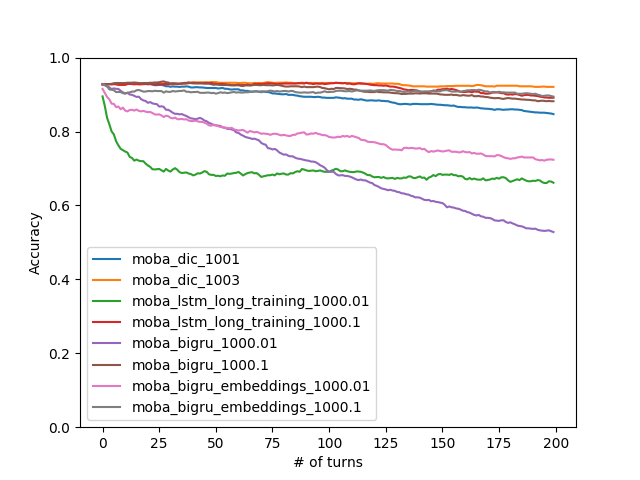 1.0
0.8
0.6
0.4
0.2
0.0
Accuracy
moba_dic_1001
moba_dic_1003
moba_lstm_long_training_1000.01
moba_lstm_long_training_1000.1
moba_bigru_1000.01
moba_bigru_1000.1
moba_bigru_embeddings_1000.01
moba_bigru_embeddings_1000.1
0 25 50 75 100 125 150 175 200
# of turns